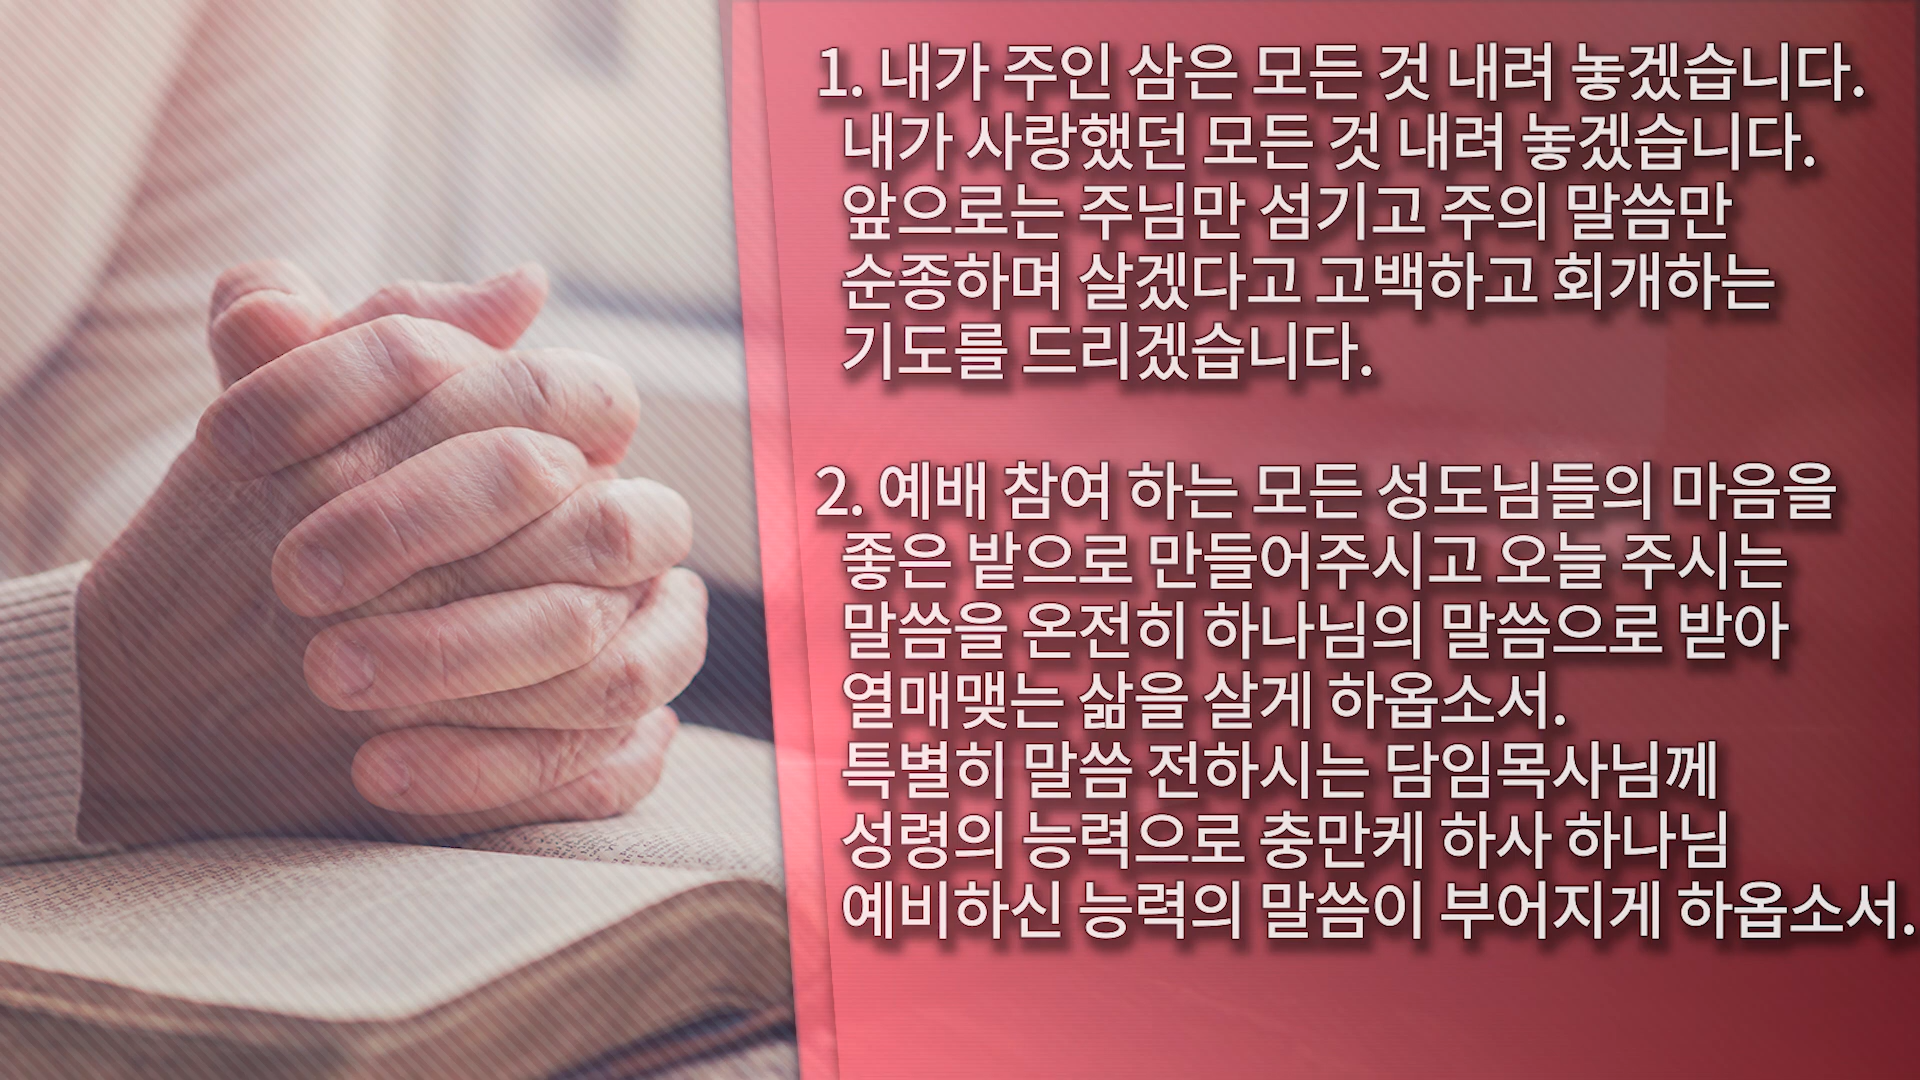 1. 내가 주인 삼은 모든 것 내려 놓겠습니다.
내가 사랑했던 모든 것 내려 놓겠습니다.
앞으로는 주님만 섬기고 주의 말씀만
순종하며 살겠다고 고백하고 회개하는
기도를 드리겠습니다.
2. 예배 참여 하는 모든 성도님들의 마음을
좋은 밭으로 만들어주시고 오늘 주시는
말씀을 온전히 하나님의 말씀으로 받아
열매맺는 삶을 살게 하옵소서.
특별히 말씀 전하시는 담임목사님께
성령의 능력으로 충만케 하사 하나님
예비하신 능력의 말씀이 부어지게 하옵소서.